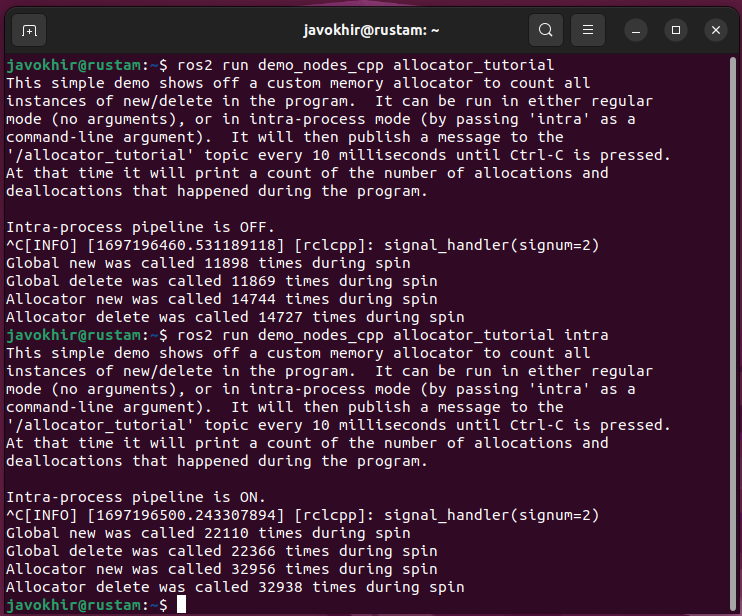 javokhir@rustam: ~
javokhir@rustam:~$ ros2 run demo_nodes_cpp allocator_tutorial
This simple demo shows off a custom memory allocator to count all
instances of new/delete in the program.  It can be run in either regular
mode (no arguments), or in intra-process mode (by passing 'intra' as a
command-line argument).  It will then publish a message to the
'/allocator_tutorial' topic every 10 milliseconds until Ctrl-C is pressed.
At that time it will print a count of the number of allocations and
deallocations that happened during the program.
Intra-process pipeline is OFF.
^C[INFO] [1697196460.531189118] [rclcpp]: signal_handler(signum=2)
Global new was called 11898 times during spin
Global delete was called 11869 times during spin
Allocator new was called 14744 times during spin
Allocator delete was called 14727 times during spin
javokhir@rustam:~$ ros2 run demo_nodes_cpp allocator_tutorial intra
This simple demo shows off a custom memory allocator to count all
instances of new/delete in the program.  It can be run in either regular
mode (no arguments), or in intra-process mode (by passing 'intra' as a
command-line argument).  It will then publish a message to the
'/allocator_tutorial' topic every 10 milliseconds until Ctrl-C is pressed.
At that time it will print a count of the number of allocations and
deallocations that happened during the program.
Intra-process pipeline is ON.
^C[INFO] [1697196500.243307894] [rclcpp]: signal_handler(signum=2)
Global new was called 22110 times during spin
Global delete was called 22366 times during spin
Allocator new was called 32956 times during spin
Allocator delete was called 32938 times during spin
javokhir@rustam:~$